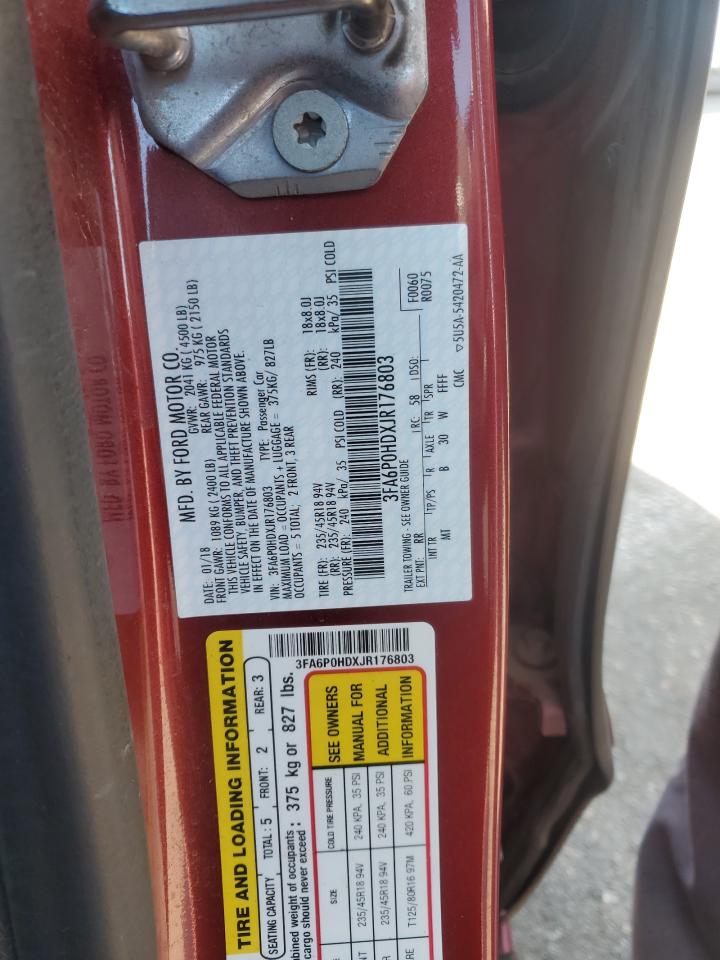 MFD. BY FORD MOTOR CO.
DATE: 01/18 GVWR: 2041 KG ( 4500 LB)
FRONT GAWR: 1089 KG ( 2400 LB) REAR GAWR: 975 KG ( 2150 LB)
THIS VEHICLE CONFORMS TO ALL APPLICABLE FEDERAL MOTOR
VEHICLE SAFETY, BUMPER, AND THEFT PREVENTION STANDARDS
IN EFFECT ON THE DATE OF MANUFACTURE SHOWN ABOVE.
VIN: 3FA6P0HDXJR176803 TYPE: Passenger Car
MAXIMUM LOAD = OCCUPANTS + LUGGAGE = 375KG/ 827LB
OCCUPANTS = 5 TOTAL: 2 FRONT, 3 REAR
TIRE (FR): 235/45R18 94V RIMS (FR): 18x8.0J
(RR): 235/45R18 94V (RR): 18x8.0J
PRESSURE (FR): 240 kPa/ 35 PSI COLD (RR): 240 kPa/ 35 PSI COLD
3FA6P0HDXJR176803
TRAILER TOWING - SEE OWNER GUIDE F0060
EXT PNT: RR RC: 58 DSO: R0075
INT TR TP/PS R AXLE TR SPR
MT B 30 W FFFF
CMC 5U5A-5420472-AA
TIRE AND LOADING INFORMATION
SEATING CAPACITY TOTAL: 5 FRONT: 2 REAR: 3
bined weight of occupants
cargo should never exceed : 375 kg or 827 lbs.
3FA6P0HDXJR176803
SIZE COLD TIRE PRESSURE SEE OWNERS
NT 235/45R18 94V 240 KPA, 35 PSI MANUAL FOR
R 235/45R18 94V 240 KPA, 35 PSI ADDITIONAL
RE T125/80R16 97M 420 KPA, 60 PSI INFORMATION